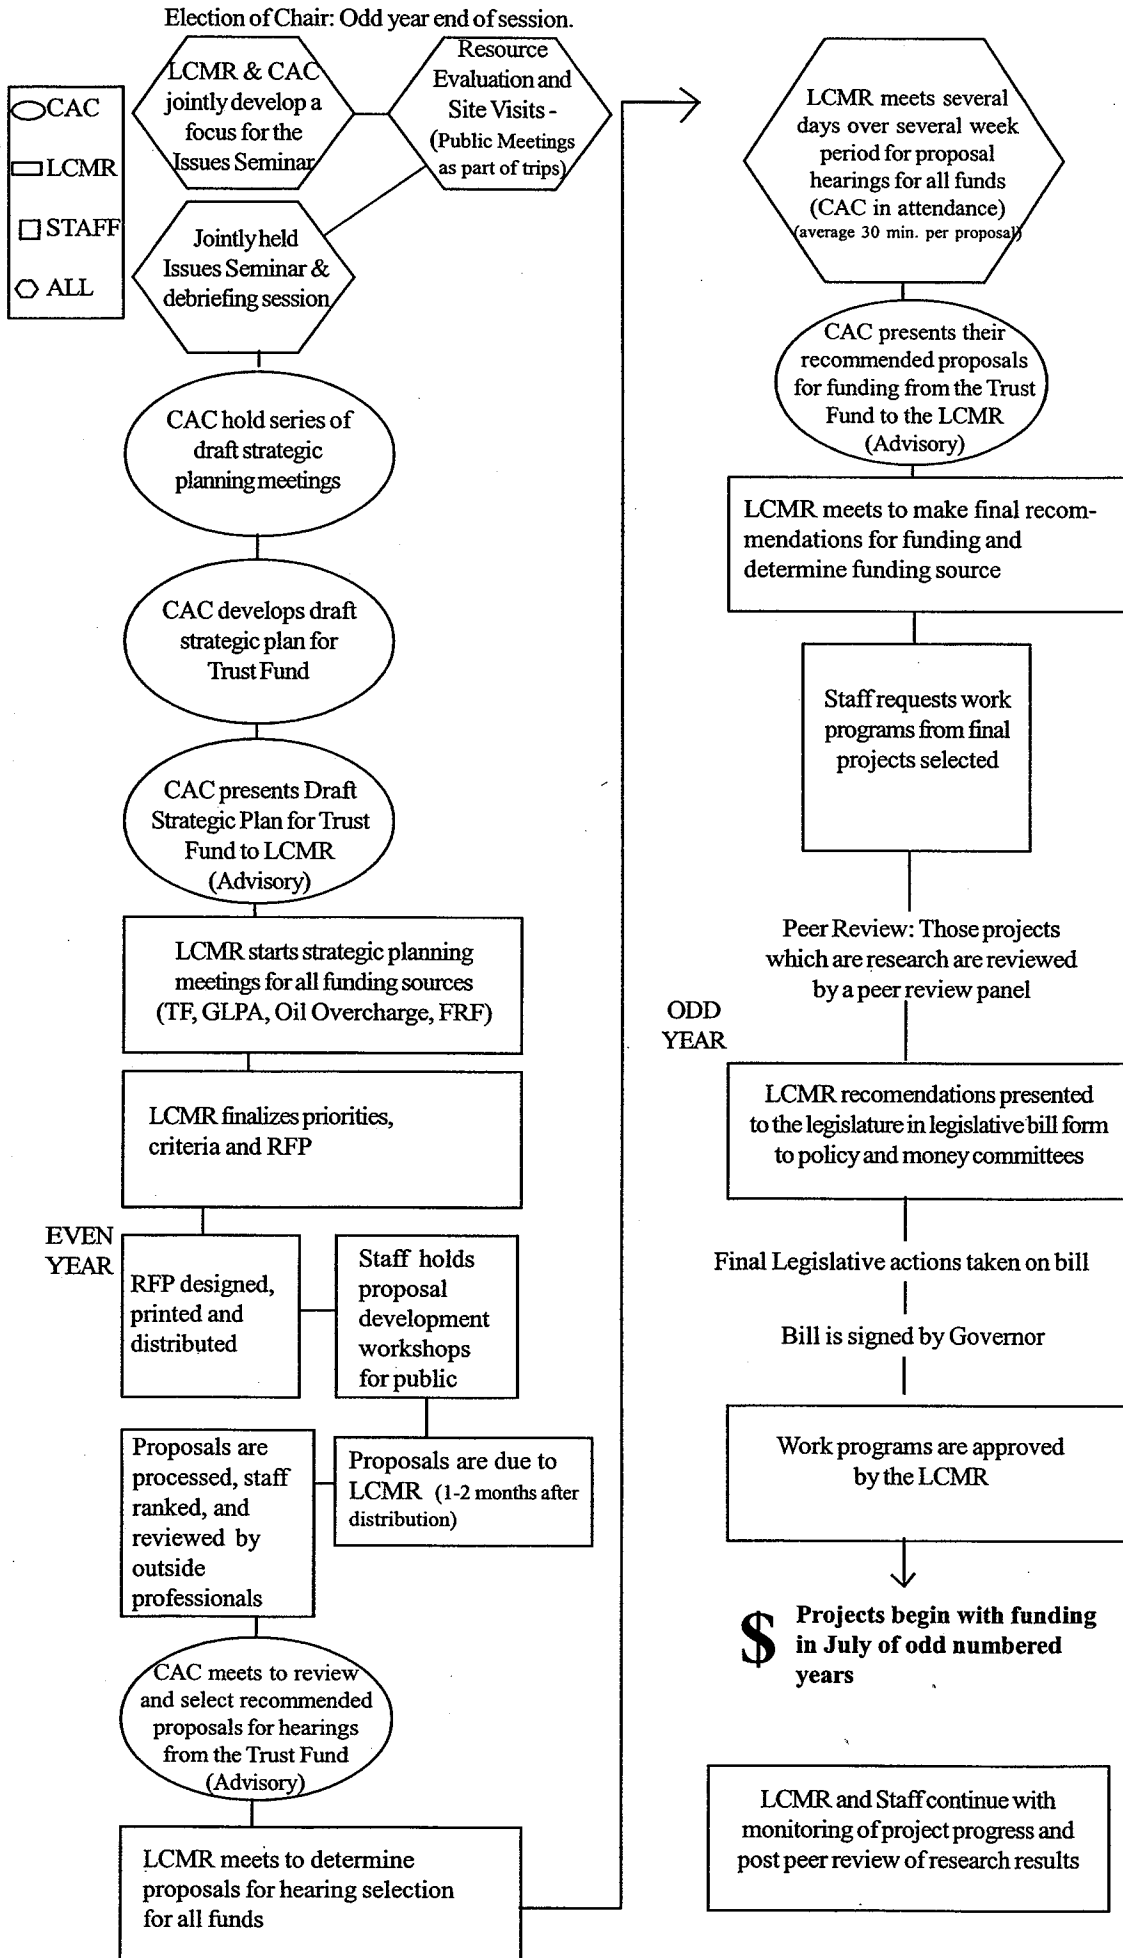 Election of Chair: Odd year end of session.
CAC
LCMR
STAFF
ALL
LCMR & CAC
jointly develop a
focus for the
Issues Seminar
Resource
Evaluation and
Site Visits -
(Public Meetings
as part of trips)
Jointly held
Issues Seminar &
debriefing session
CAC hold series of
draft strategic
planning meetings
CAC develops draft
strategic plan for
Trust Fund
CAC presents Draft
Strategic Plan for Trust
Fund to LCMR
(Advisory)
LCMR starts strategic planning
meetings for all funding sources
(TF, GLPA, Oil Overcharge, FRF)
LCMR finalizes priorities,
criteria and RFP
EVEN
YEAR
RFP designed,
printed and
distributed
Staff holds
proposal
development
workshops
for public
Proposals are due to
LCMR (1-2 months after
distribution)
Proposals are
processed, staff
ranked, and
reviewed by
outside
professionals
CAC meets to review
and select recommended
proposals for hearings
from the Trust Fund
(Advisory)
LCMR meets to determine
proposals for hearing selection
for all funds
LCMR meets several
days over several week
period for proposal
hearings for all funds
(CAC in attendance)
(average 30 min. per proposal)
CAC presents their
recommended proposals
for funding from the Trust
Fund to the LCMR
(Advisory)
LCMR meets to make final recom-
mendations for funding and
determine funding source
Staff requests work
programs from final
projects selected
Peer Review: Those projects
which are research are reviewed
by a peer review panel
ODD
YEAR
LCMR recomendations presented
to the legislature in legislative bill form
to policy and money committees
Final Legislative actions taken on bill
Bill is signed by Governor
Work programs are approved
by the LCMR
$ Projects begin with funding
in July of odd numbered
years
LCMR and Staff continue with
monitoring of project progress and
post peer review of research results